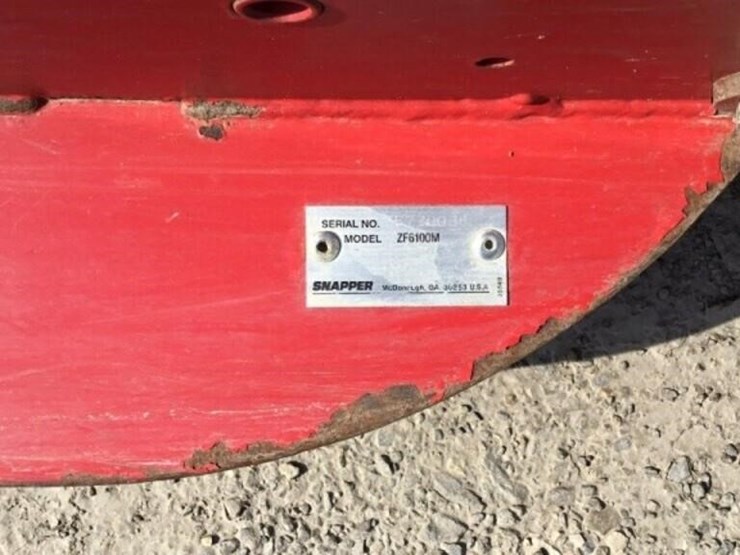 SERIAL NO.
MODEL ZF6100M
SNAPPER McDonough, GA. 30253 U.S.A.